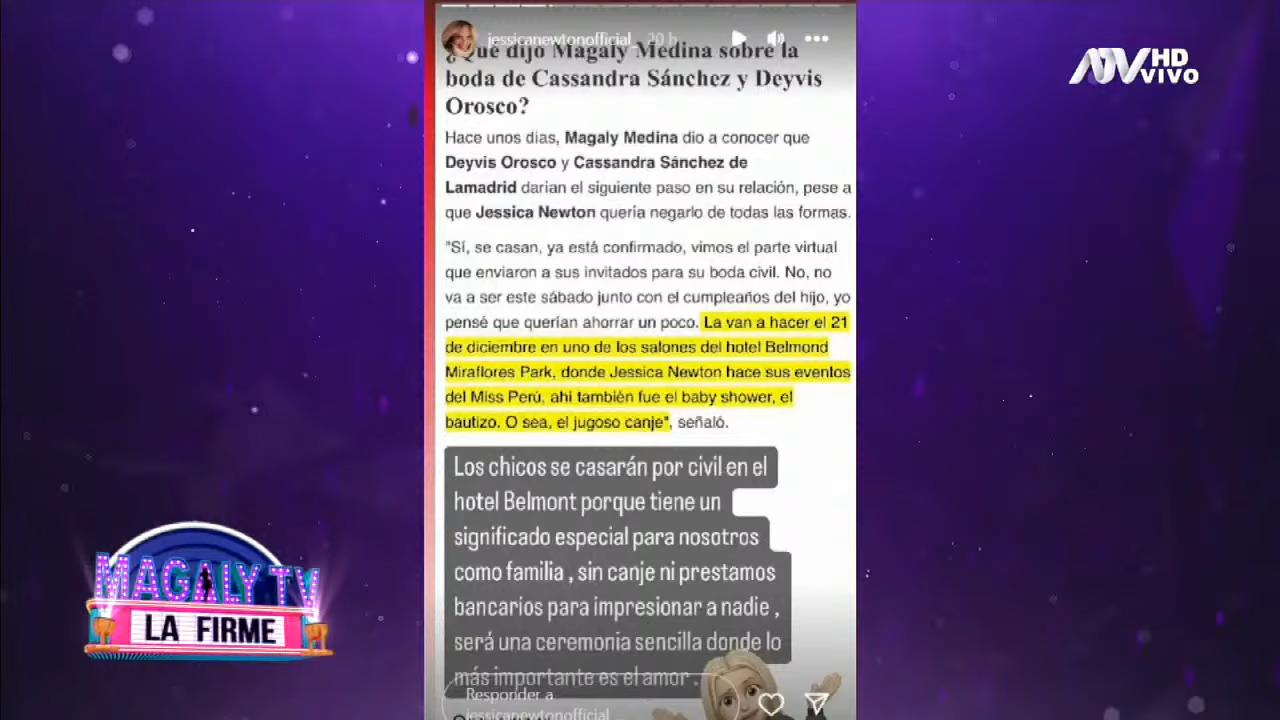 jessicanewtonofficial_ 20 h
¿Qué dijo Magaly Medina sobre la
boda de Cassandra Sánchez y Deyvis
Orosco?
Hace unos días, Magaly Medina dio a conocer que
Deyvis Orosco y Cassandra Sánchez de
Lamadrid darian el siguiente paso en su relación, pese a
que Jessica Newton quería negarlo de todas las formas.
"Sí, se casan, ya está confirmado, vimos el parte virtual
que enviaron a sus invitados para su boda civil. No, no
va a ser este sábado junto con el cumpleaños del hijo, yo
pensé que querían ahorrar un poco. La van a hacer el 21
de diciembre en uno de los salones del hotel Belmond
Miraflores Park, donde Jessica Newton hace sus eventos
del Miss Perú, ahi también fue el baby shower, el
bautizo. O sea, el jugoso canje", señaló.
Los chicos se casarán por civil en el
hotel Belmont porque tiene un
significado especial para nosotros
como familia , sin canje ni prestamos
bancarios para impresionar a nadie ,
será una ceremonia sencilla donde lo
más importante es el amor .
Responder a
jessicanewtonofficial_
ATV HD
VIVO
MAGALY TV
LA FIRME